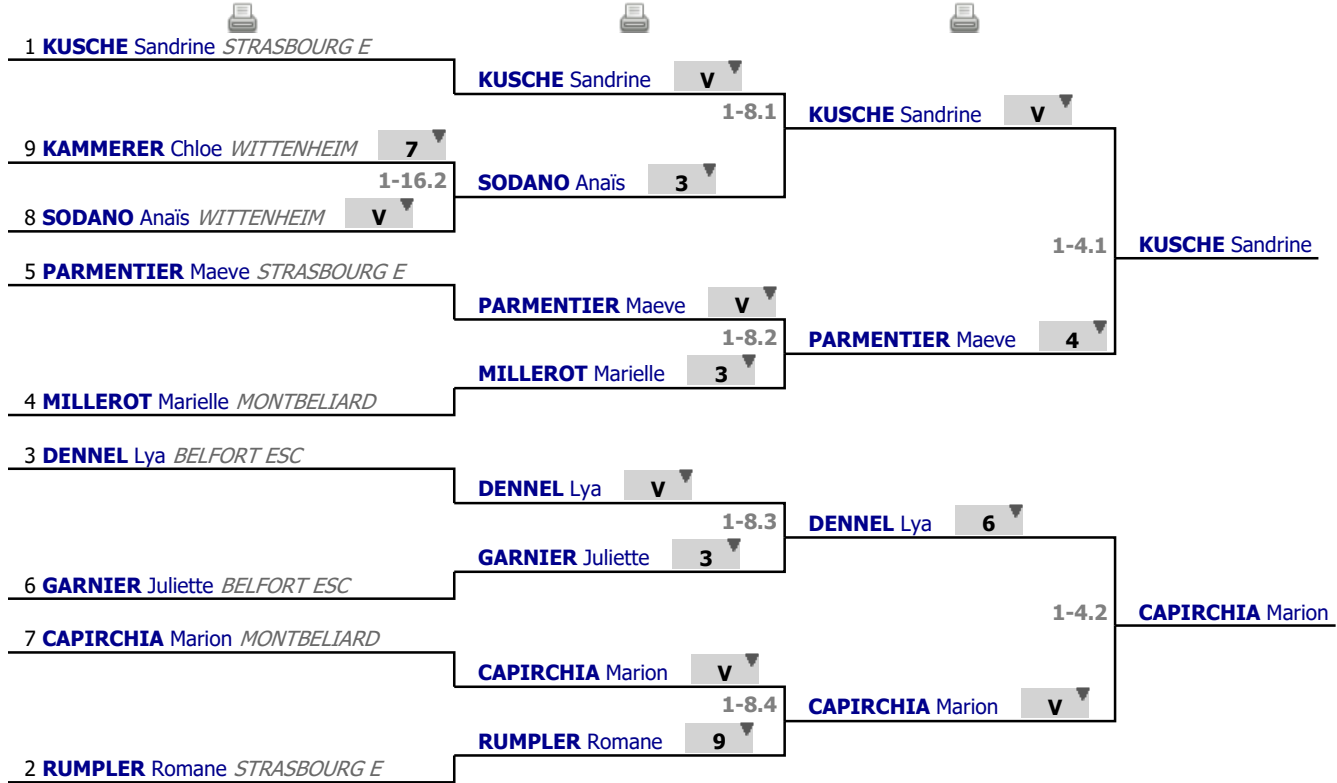 1 KUSCHE Sandrine STRASBOURG E
KUSCHE Sandrine V
1-8.1
KUSCHE Sandrine V
9 KAMMERER Chloe WITTENHEIM 7
1-16.2
SODANO Anaïs 3
8 SODANO Anaïs WITTENHEIM V
1-4.1
KUSCHE Sandrine
5 PARMENTIER Maeve STRASBOURG E
PARMENTIER Maeve V
1-8.2
PARMENTIER Maeve 4
MILLEROT Marielle 3
4 MILLEROT Marielle MONTBELIARD
3 DENNEL Lya BELFORT ESC
DENNEL Lya V
1-8.3
DENNEL Lya 6
GARNIER Juliette 3
6 GARNIER Juliette BELFORT ESC
1-4.2
CAPIRCHIA Marion
7 CAPIRCHIA Marion MONTBELIARD
CAPIRCHIA Marion V
1-8.4
CAPIRCHIA Marion V
RUMPLER Romane 9
2 RUMPLER Romane STRASBOURG E